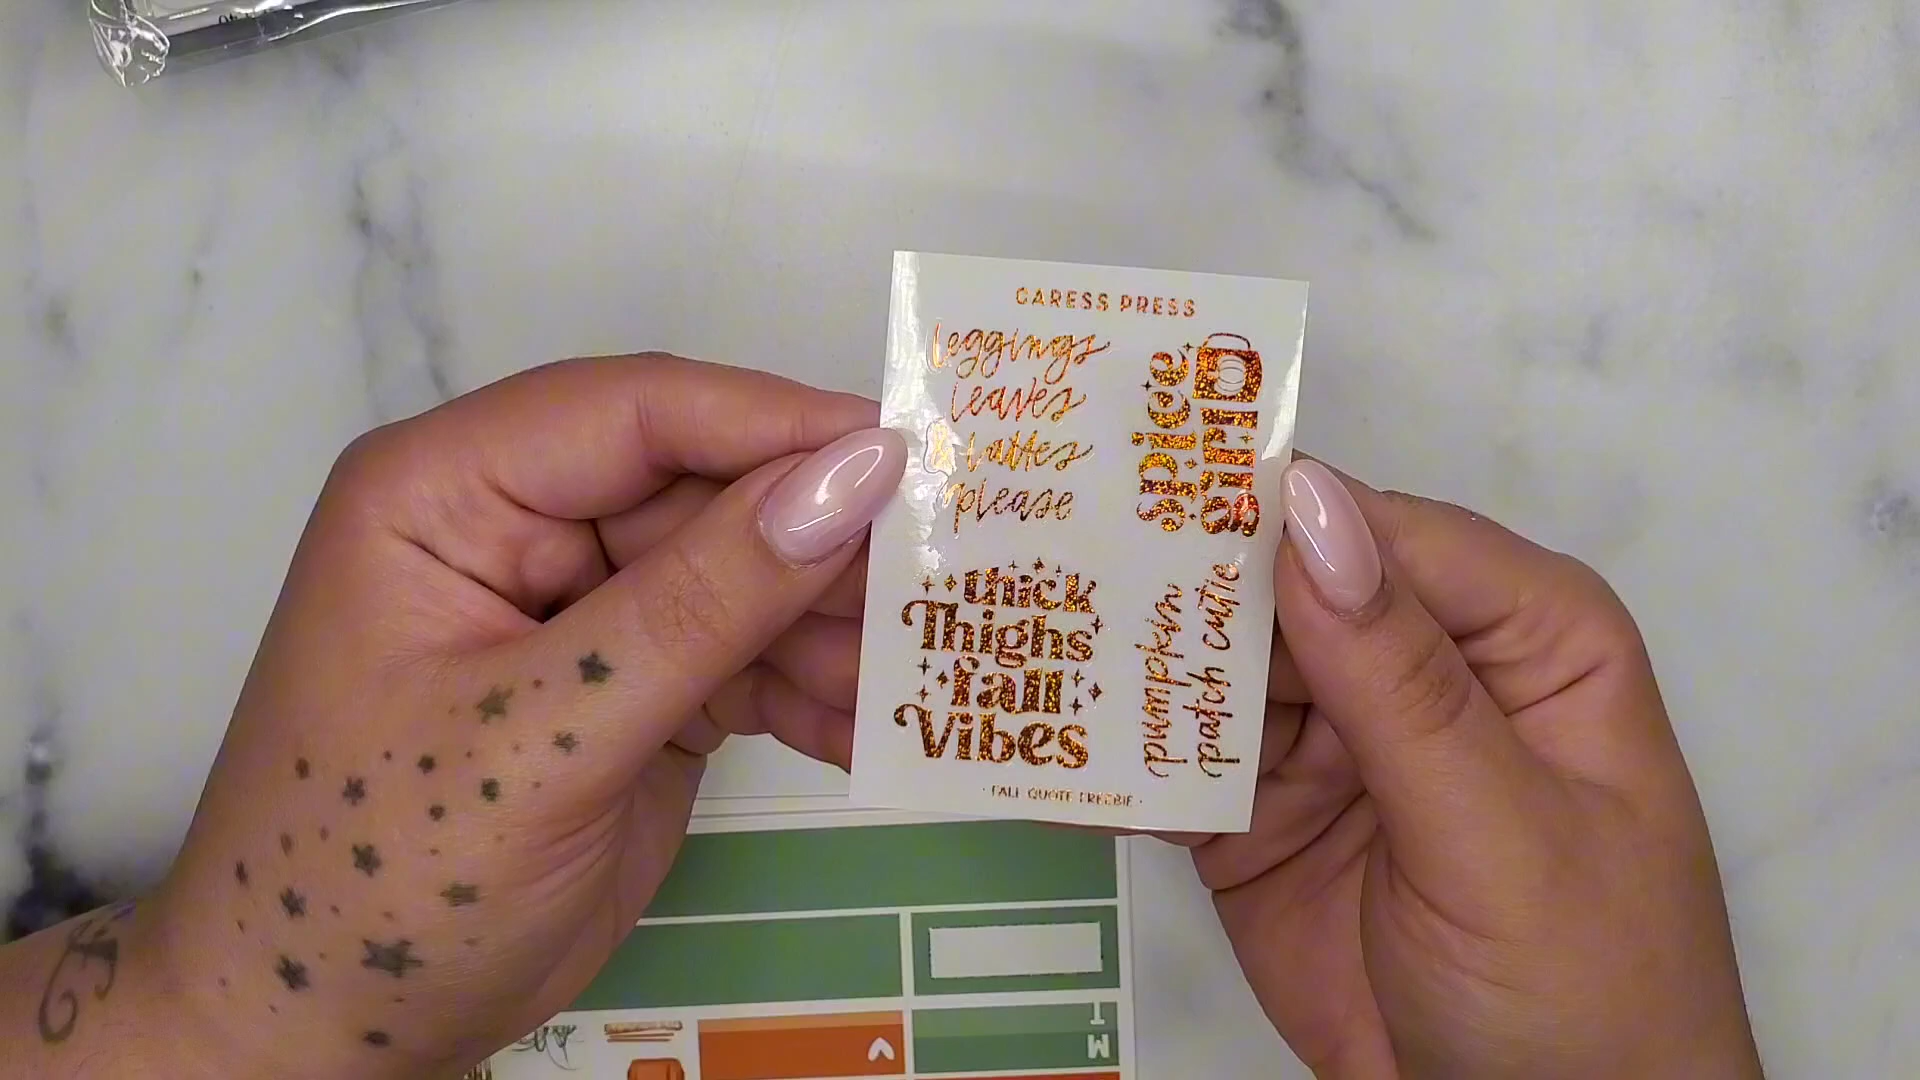 CARESS PRESS
leggings
leaves
& lattes
please
spice
girl
thick
Thighs
fall
Vibes
pumpkin
patch cutie
· FALL QUOTE FREEBIE ·
T
M